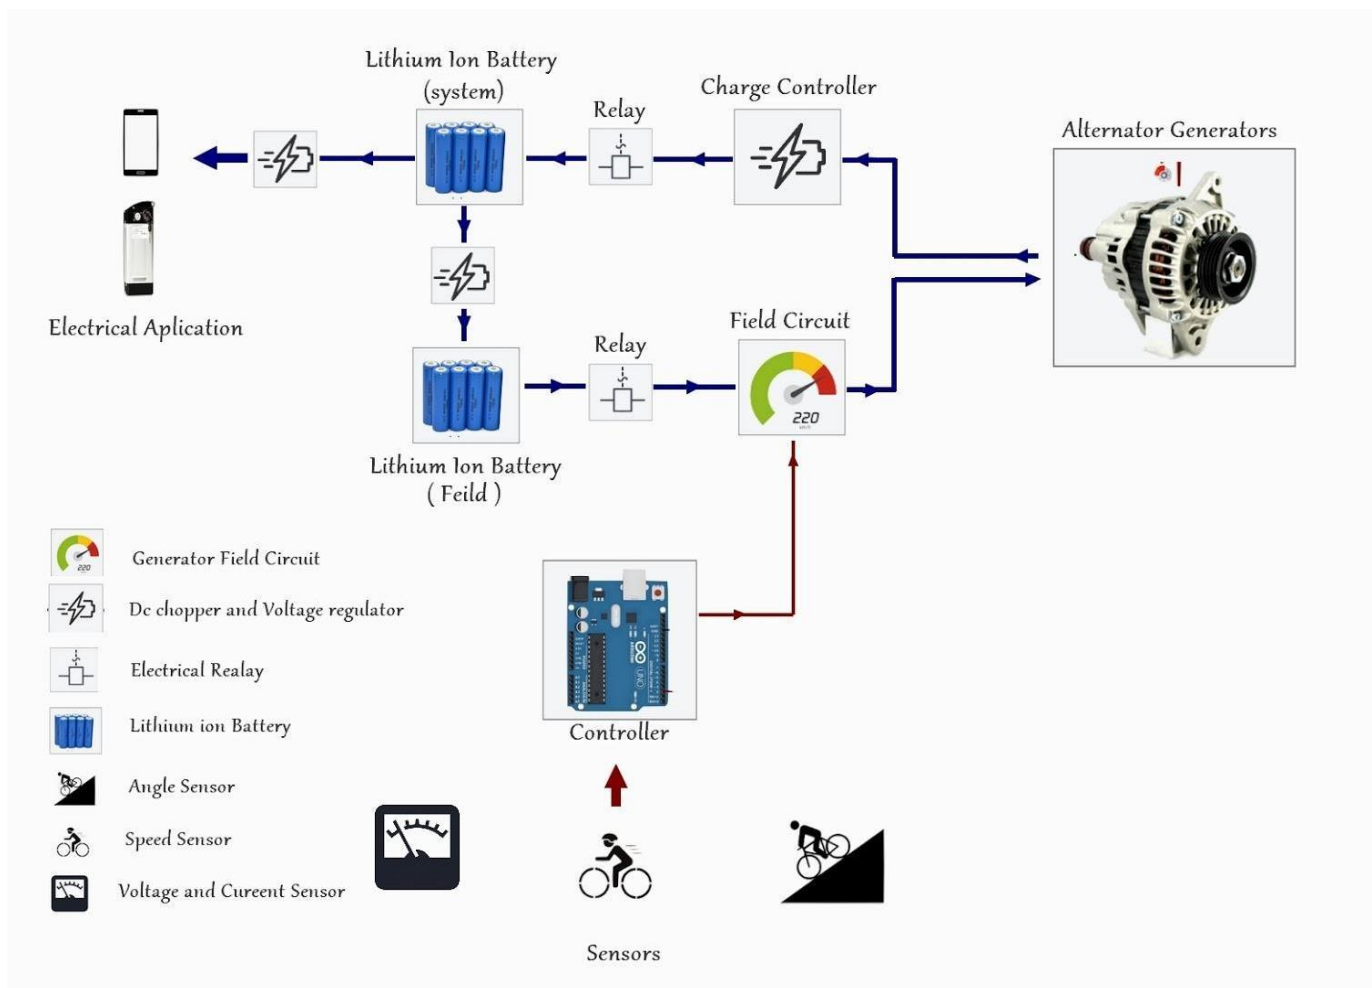 Lithium Ion Battery
(system)
Relay
Charge Controller
Alternator Generators
Electrical Aplication
Relay
Field Circuit
220
Lithium Ion Battery
( Feild )
Generator Field Circuit
220
Dc chopper and Voltage regulator
Electrical Realay
Lithium ion Battery
UNO
Controller
Angle Sensor
Speed Sensor
Voltage and Cureent Sensor
Sensors